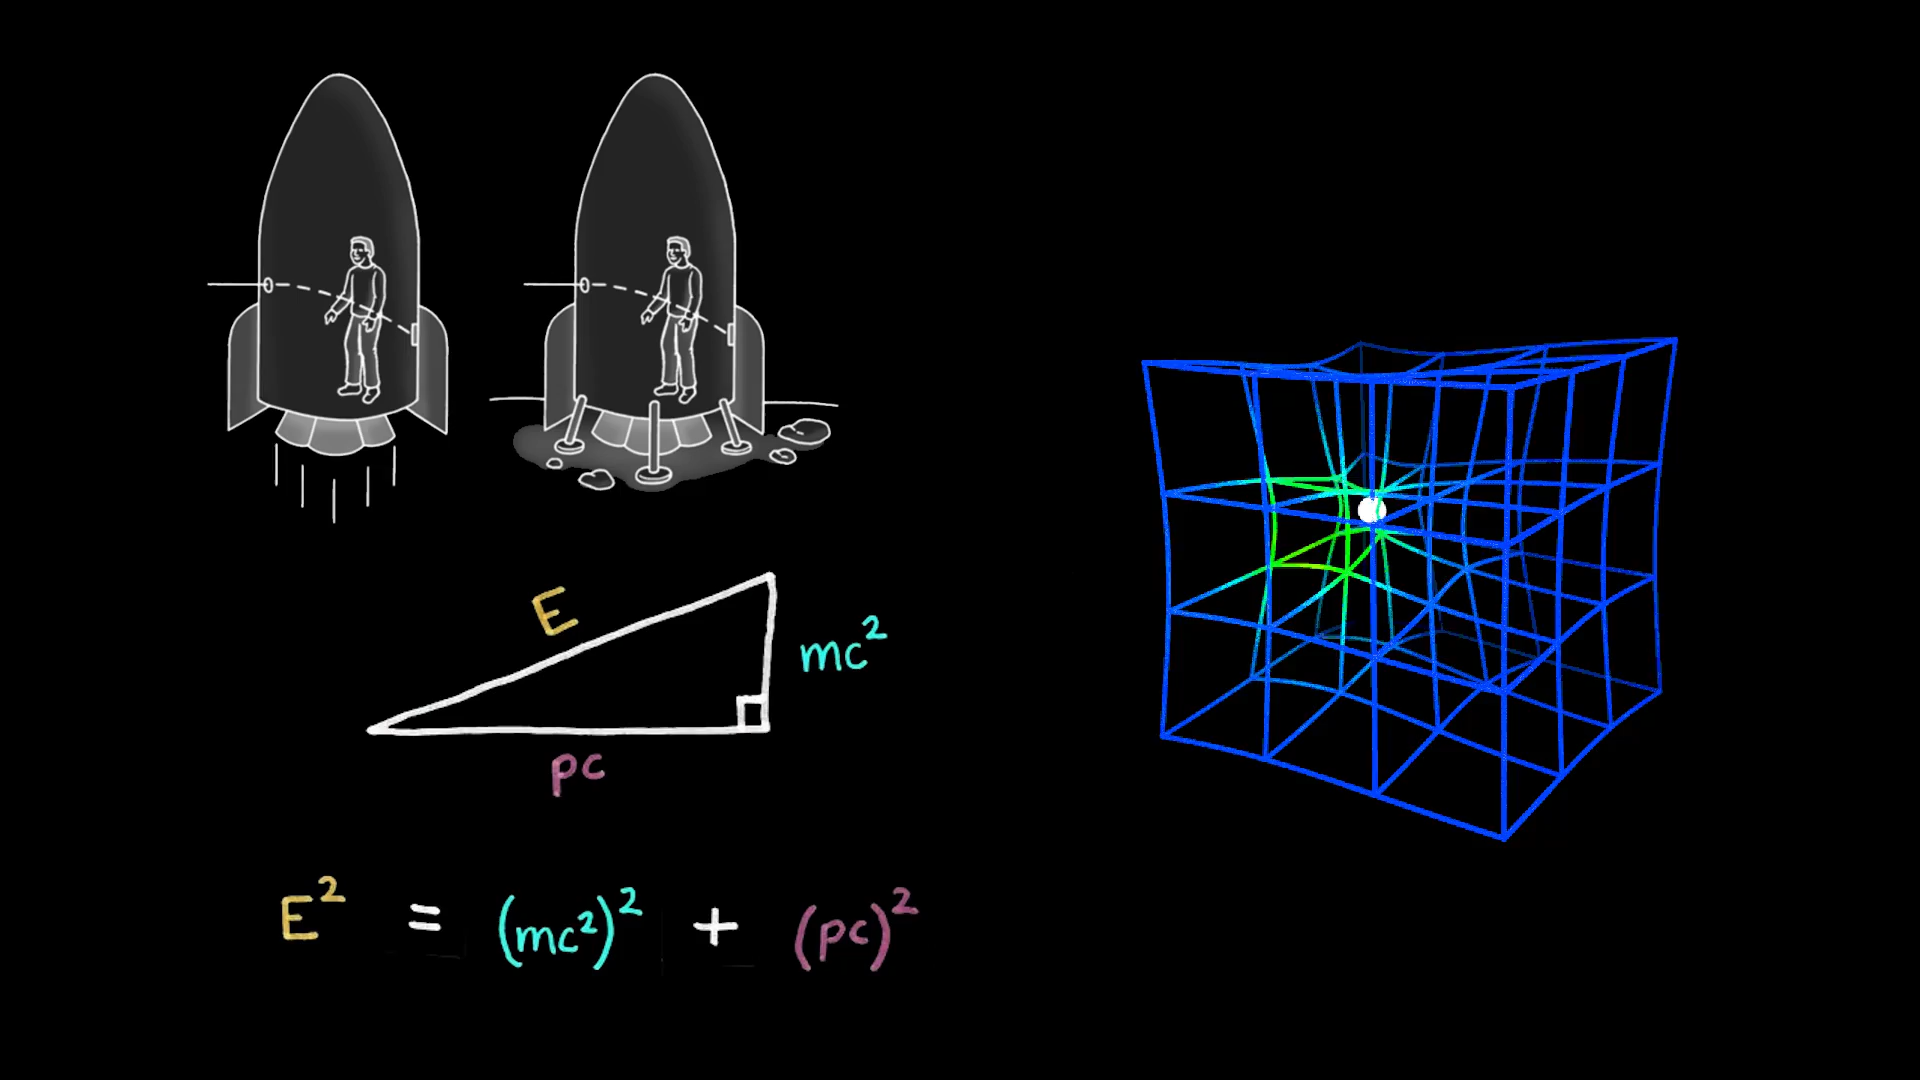 E
mc²
pc
E² = (mc²)² + (pc)²